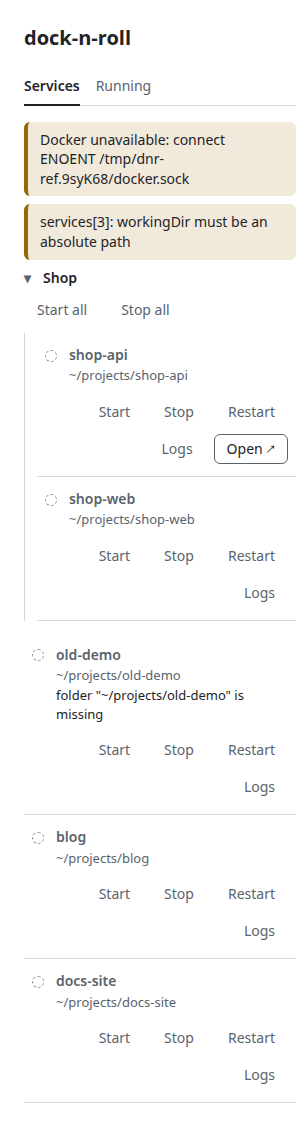 dock-n-roll
Services Running
Docker unavailable: connect
ENOENT /tmp/dnr-
ref.9syK68/docker.sock
services[3]: workingDir must be an
absolute path
▼ Shop
Start all Stop all
shop-api
~/projects/shop-api
Start Stop Restart
Logs Open ↗
shop-web
~/projects/shop-web
Start Stop Restart
Logs
old-demo
~/projects/old-demo
folder "~/projects/old-demo" is
missing
Start Stop Restart
Logs
blog
~/projects/blog
Start Stop Restart
Logs
docs-site
~/projects/docs-site
Start Stop Restart
Logs